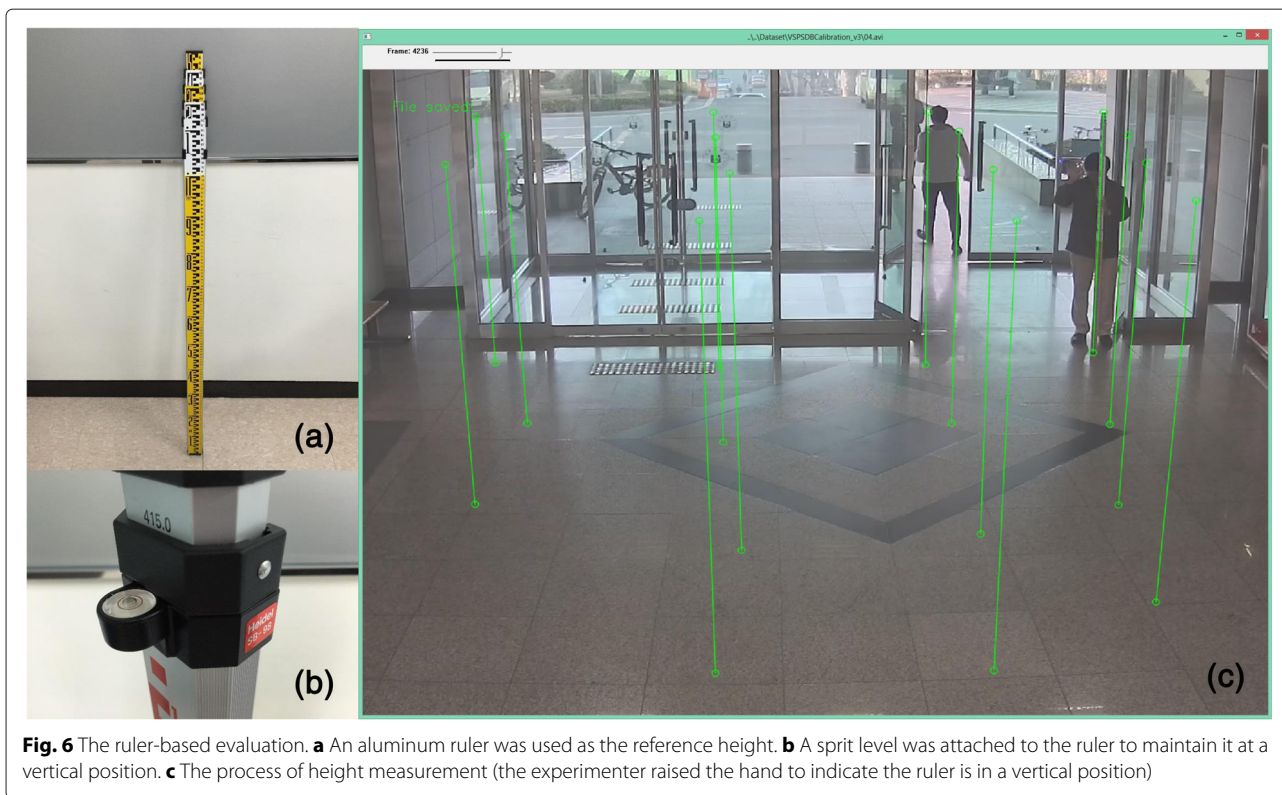 (a)
415.0
Heidel
SB-98
(b)
..\..\Dataset\VSPSDBCalibration_v3\04.avi
Frame: 4236
File saved
(c)
Fig. 6 The ruler-based evaluation. a An aluminum ruler was used as the reference height. b A sprit level was attached to the ruler to maintain it at a
vertical position. c The process of height measurement (the experimenter raised the hand to indicate the ruler is in a vertical position)